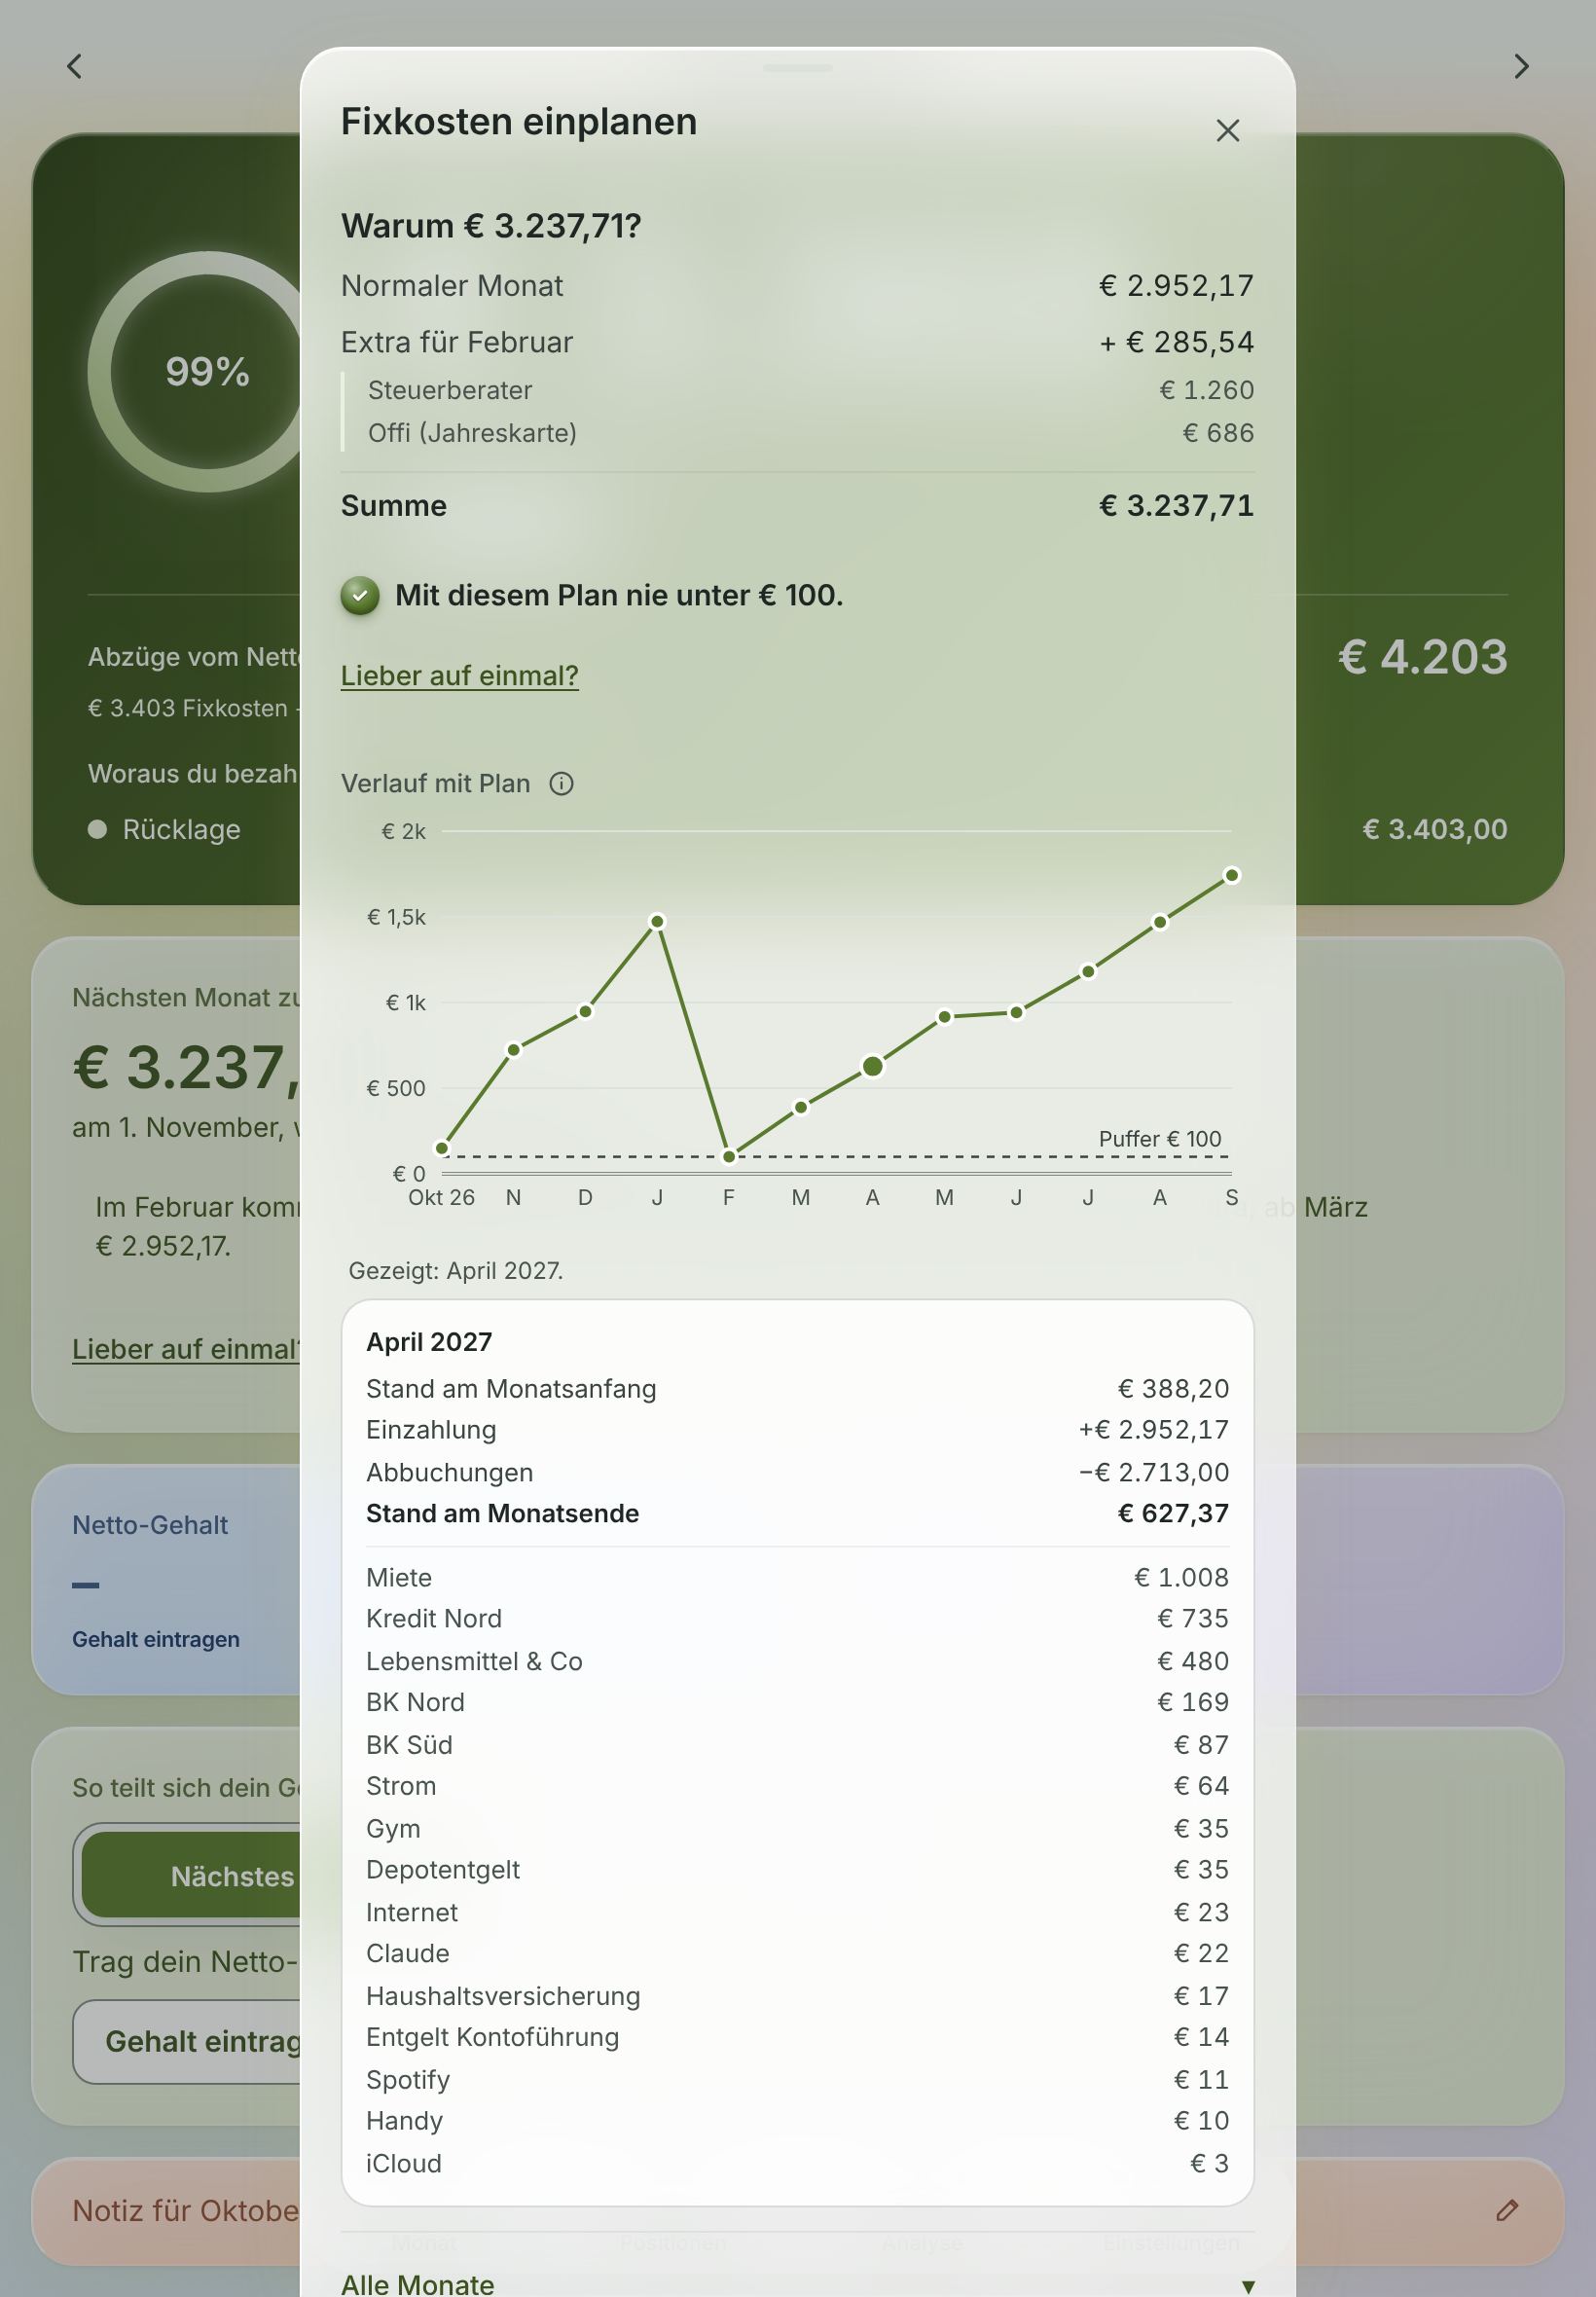 Fixkosten einplanen
Warum € 3.237,71?
Normaler Monat € 2.952,17
Extra für Februar + € 285,54
Steuerberater € 1.260
Offi (Jahreskarte) € 686
Summe € 3.237,71
Mit diesem Plan nie unter € 100.
Lieber auf einmal?
Verlauf mit Plan
€ 2k
€ 1,5k
€ 1k
€ 500
Puffer € 100
€ 0
Okt 26 N D J F M A M J J A S
Gezeigt: April 2027.
April 2027
Stand am Monatsanfang € 388,20
Einzahlung +€ 2.952,17
Abbuchungen −€ 2.713,00
Stand am Monatsende € 627,37
Miete € 1.008
Kredit Nord € 735
Lebensmittel & Co € 480
BK Nord € 169
BK Süd € 87
Strom € 64
Gym € 35
Depotentgelt € 35
Internet € 23
Claude € 22
Haushaltsversicherung € 17
Entgelt Kontoführung € 14
Spotify € 11
Handy € 10
iCloud € 3
Monat Positionen Analyse Einstellungen
Alle Monate
99%
Abzüge vom
€ 4.203
€ 3.403 Fixkosten
Woraus du
Rücklage € 3.403,00
Nächsten Monat
€ 3.237,
am 1. November,
Im Februar
ab März
€ 2.952,17.
Lieber auf einmal?
Netto-Gehalt
–
Gehalt eintragen
So teilt sich dein
Nächstes
Trag dein Netto-
Gehalt
Notiz für